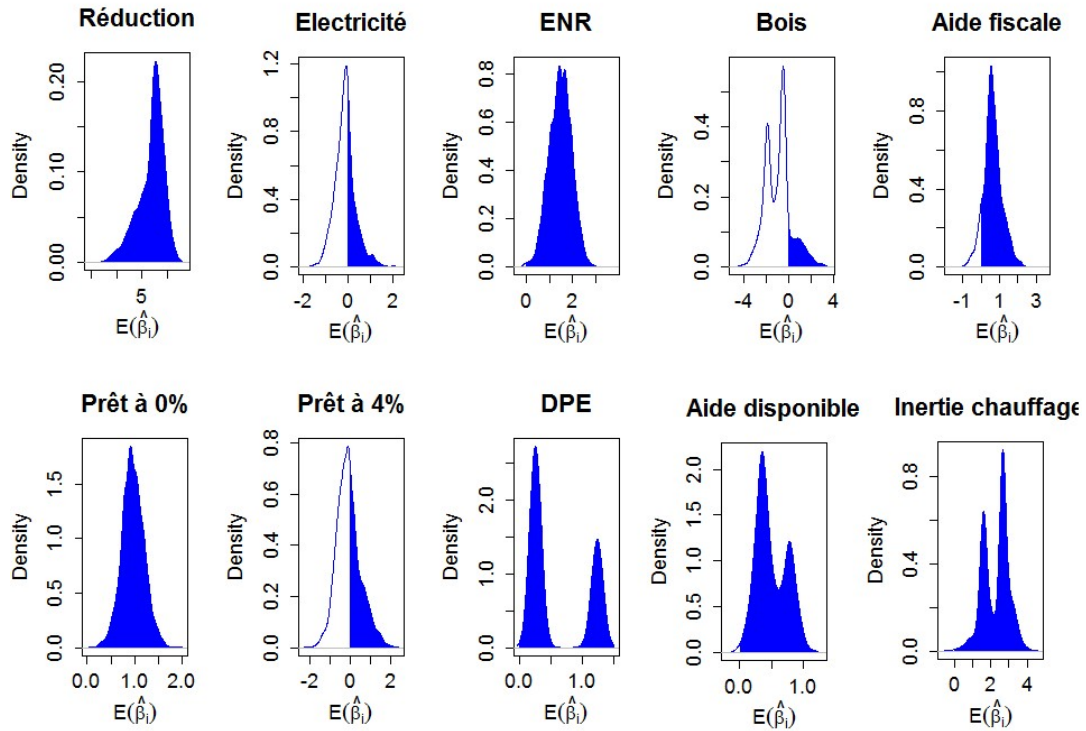 Réduction
Electricité
ENR
Bois
Aide fiscale
Density
0.00 0.10 0.20
5
E(β̂i)
Density
0.0 0.4 0.8 1.2
-2 0 2
E(β̂i)
Density
0.0 0.2 0.4 0.6 0.8
0 2
E(β̂i)
Density
0.0 0.2 0.4
-4 0 4
E(β̂i)
Density
0.0 0.4 0.8
-1 1 3
E(β̂i)
Prêt à 0%
Prêt à 4%
DPE
Aide disponible
Inertie chauffage
Density
0.0 0.5 1.0 1.5
0.0 1.0 2.0
E(β̂i)
Density
0.0 0.2 0.4 0.6 0.8
-2 0 2
E(β̂i)
Density
0.0 1.0 2.0
0.0 1.0
E(β̂i)
Density
0.0 0.5 1.0 1.5 2.0
0.0 1.0
E(β̂i)
Density
0.0 0.4 0.8
0 2 4
E(β̂i)